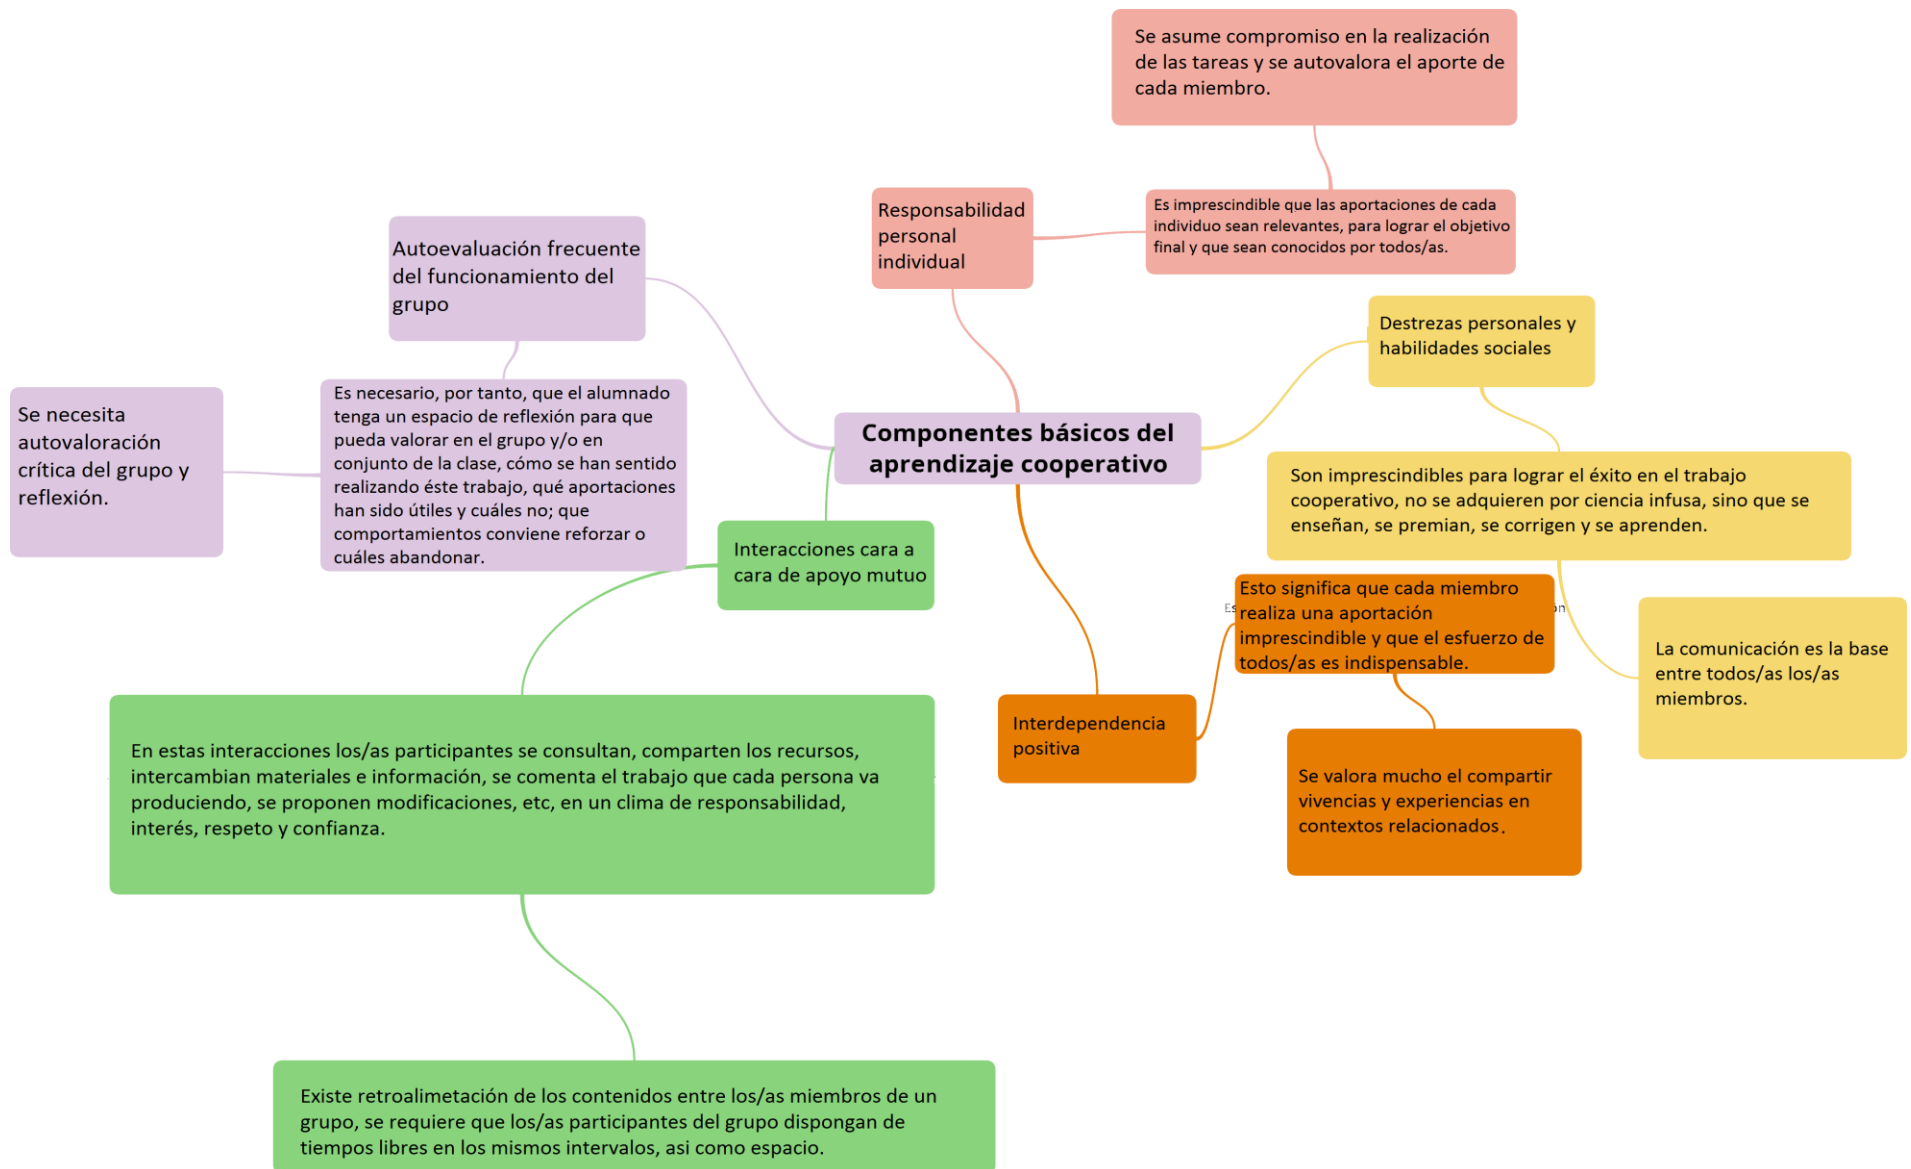 Se asume compromiso en la realización
de las tareas y se autovalora el aporte de
cada miembro.
Responsabilidad
personal
individual
Es imprescindible que las aportaciones de cada
individuo sean relevantes, para lograr el objetivo
final y que sean conocidos por todos/as.
Autoevaluación frecuente
del funcionamiento del
grupo
Destrezas personales y
habilidades sociales
Se necesita
autovaloración
crítica del grupo y
reflexión.
Es necesario, por tanto, que el alumnado
tenga un espacio de reflexión para que
pueda valorar en el grupo y/o en
conjunto de la clase, cómo se han sentido
realizando éste trabajo, qué aportaciones
han sido útiles y cuáles no; que
comportamientos conviene reforzar o
cuáles abandonar.
Componentes básicos del
aprendizaje cooperativo
Son imprescindibles para lograr el éxito en el trabajo
cooperativo, no se adquieren por ciencia infusa, sino que se
enseñan, se premian, se corrigen y se aprenden.
Interacciones cara a
cara de apoyo mutuo
Esto significa que cada miembro
realiza una aportación
imprescindible y que el esfuerzo de
todos/as es indispensable.
La comunicación es la base
entre todos/as los/as
miembros.
Interdependencia
positiva
Se valora mucho el compartir
vivencias y experiencias en
contextos relacionados.
En estas interacciones los/as participantes se consultan, comparten los recursos,
intercambian materiales e información, se comenta el trabajo que cada persona va
produciendo, se proponen modificaciones, etc, en un clima de responsabilidad,
interés, respeto y confianza.
Existe retroalimetación de los contenidos entre los/as miembros de un
grupo, se requiere que los/as participantes del grupo dispongan de
tiempos libres en los mismos intervalos, asi como espacio.